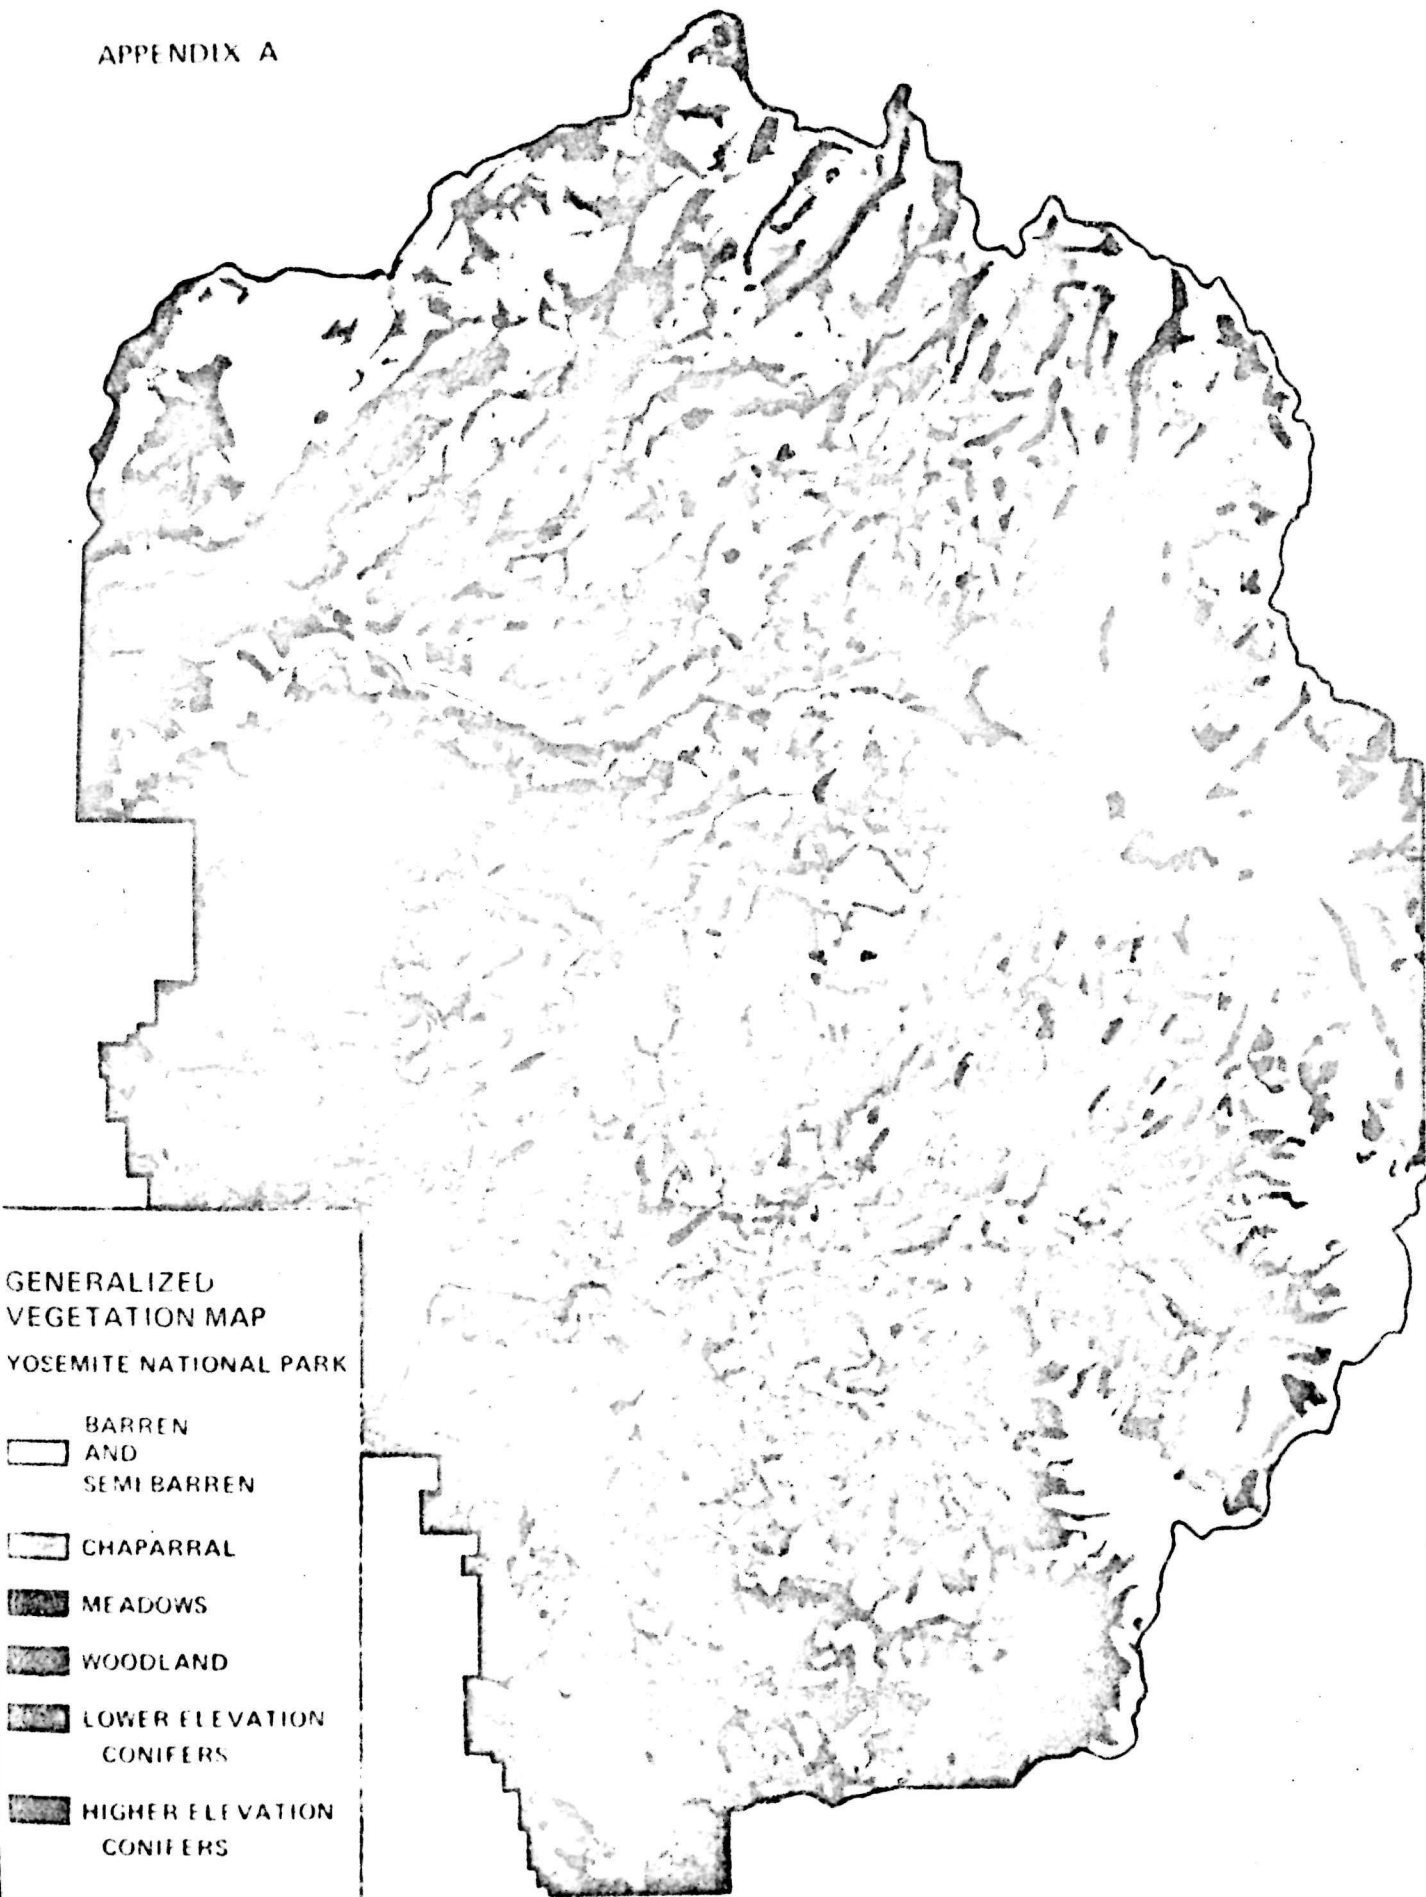 APPENDIX A
GENERALIZED
VEGETATION MAP
YOSEMITE NATIONAL PARK
BARREN
AND
SEMI BARREN
CHAPARRAL
MEADOWS
WOODLAND
LOWER ELEVATION
CONIFERS
HIGHER ELEVATION
CONIFERS